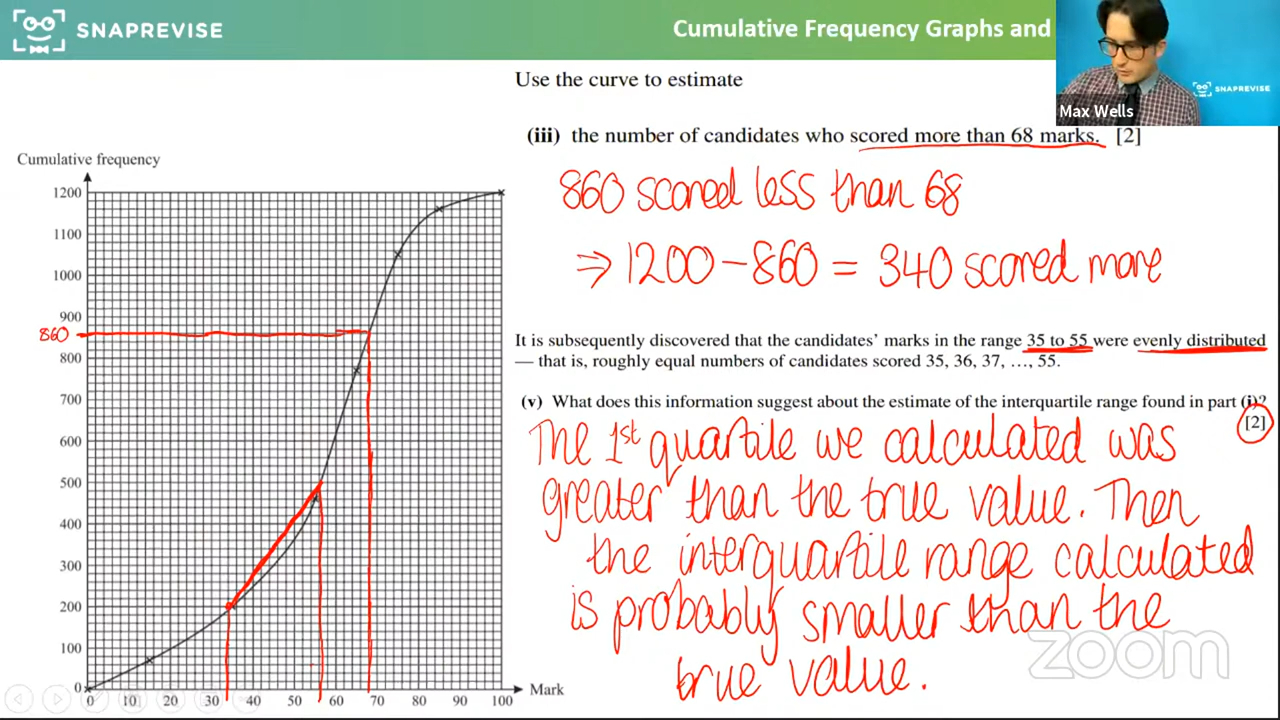 SNAPREVISE
Cumulative Frequency Graphs and
SNAPREVISE
Max Wells
Use the curve to estimate
(iii) the number of candidates who scored more than 68 marks. [2]
860 scored less than 68
⇒ 1200 – 860 = 340 scored more
Cumulative frequency
1200
1100
1000
900
860
800
700
600
500
400
300
200
100
0
0 10 20 30 40 50 60 70 80 90 100
Mark
It is subsequently discovered that the candidates' marks in the range 35 to 55 were evenly distributed
— that is, roughly equal numbers of candidates scored 35, 36, 37, …, 55.
(v) What does this information suggest about the estimate of the interquartile range found in part (i)?
[2]
The 1st quartile we calculated was
greater than the true value. Then
the interquartile range calculated
is probably smaller than the
true value.
zoom